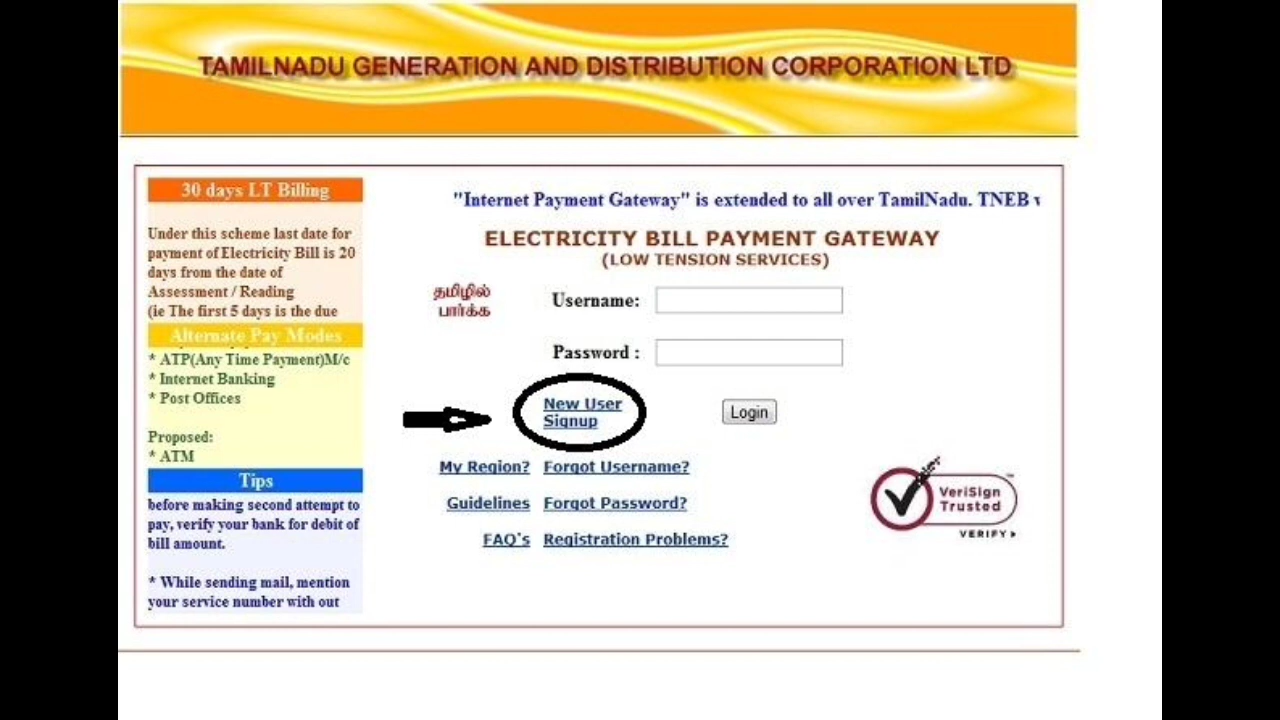 TAMILNADU GENERATION AND DISTRIBUTION CORPORATION LTD
30 days LT Billing
Under this scheme last date for
payment of Electricity Bill is 20
days from the date of
Assessment / Reading
(ie The first 5 days is the due
Alternate Pay Modes
* ATP(Any Time Payment)M/c
* Internet Banking
* Post Offices
Proposed:
* ATM
Tips
before making second attempt to
pay, verify your bank for debit of
bill amount.
* While sending mail, mention
your service number with out
"Internet Payment Gateway" is extended to all over TamilNadu. TNEB
ELECTRICITY BILL PAYMENT GATEWAY
(LOW TENSION SERVICES)
தமிழில்
பார்க்க
Username:
Password :
New User
Signup
Login
My Region? Forgot Username?
Guidelines Forgot Password?
FAQ's Registration Problems?
VeriSign
Trusted
VERIFY